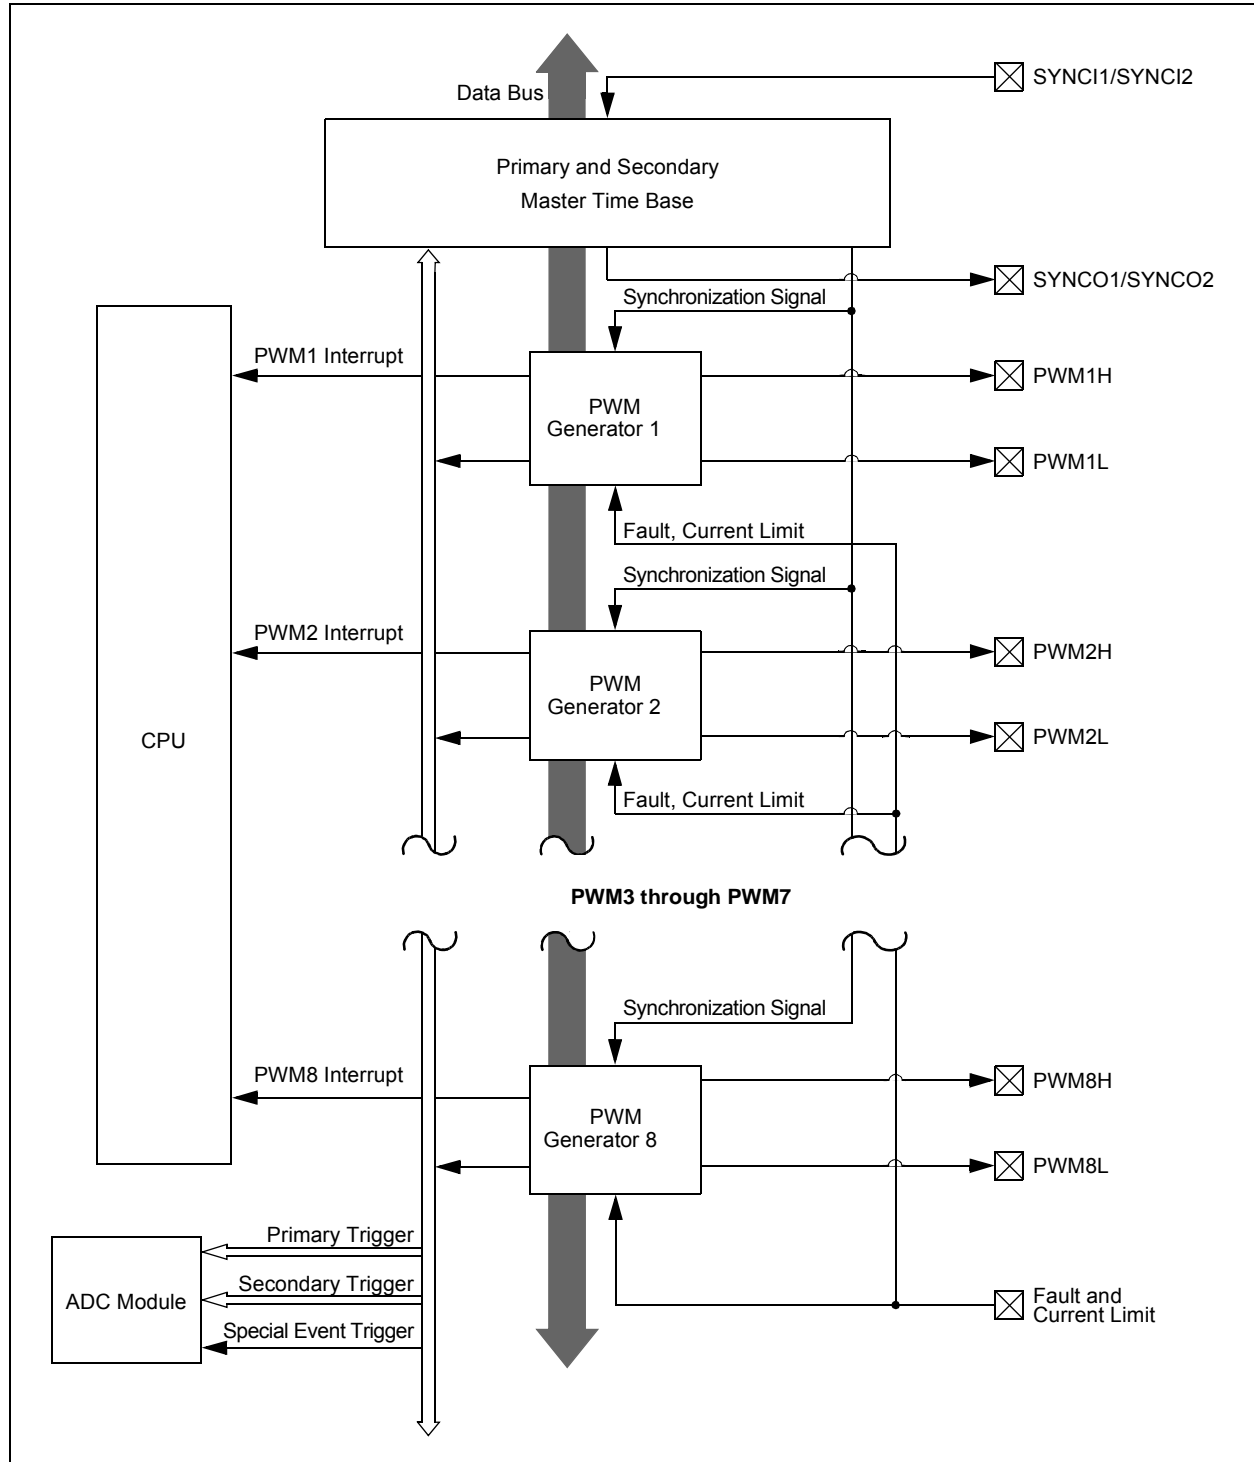 Data Bus
SYNCI1/SYNCI2
Primary and Secondary
Master Time Base
SYNCO1/SYNCO2
Synchronization Signal
PWM1 Interrupt
PWM
Generator 1
PWM1H
PWM1L
Fault, Current Limit
Synchronization Signal
PWM2 Interrupt
PWM
Generator 2
PWM2H
CPU
PWM2L
Fault, Current Limit
PWM3 through PWM7
Synchronization Signal
PWM8 Interrupt
PWM
Generator 8
PWM8H
PWM8L
Primary Trigger
Secondary Trigger
ADC Module
Special Event Trigger
Fault and
Current Limit